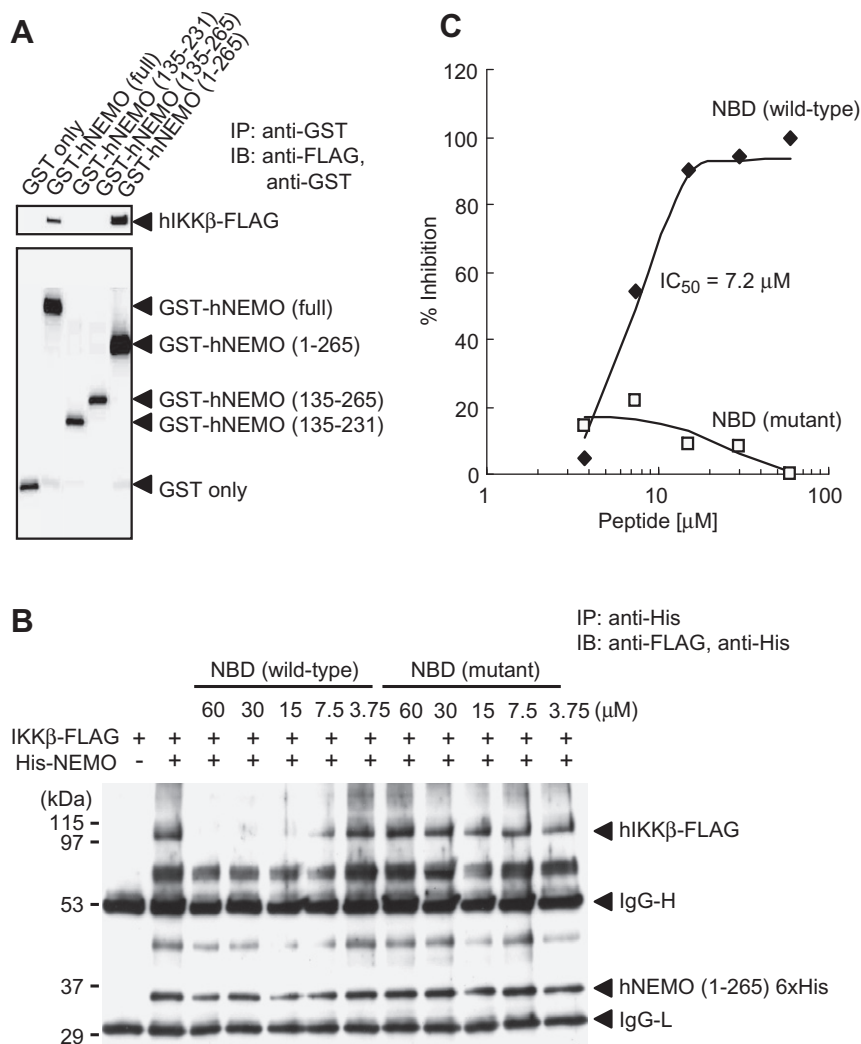 A
GST only
GST-hNEMO (full)
GST-hNEMO (135-231)
GST-hNEMO (135-265)
GST-hNEMO (1-265)
IP: anti-GST
IB: anti-FLAG,
anti-GST
hIKKβ-FLAG
GST-hNEMO (full)
GST-hNEMO (1-265)
GST-hNEMO (135-265)
GST-hNEMO (135-231)
GST only
C
120
100
80
60
40
20
0
% Inhibition
1
10
100
Peptide [μM]
NBD (wild-type)
IC50 = 7.2 μM
NBD (mutant)
B
IP: anti-His
IB: anti-FLAG, anti-His
NBD (wild-type) NBD (mutant)
60 30 15 7.5 3.75 60 30 15 7.5 3.75 (μM)
IKKβ-FLAG + + + + + + + + + + + +
His-NEMO - + + + + + + + + + + +
(kDa)
115
97
53
37
29
hIKKβ-FLAG
IgG-H
hNEMO (1-265) 6xHis
IgG-L